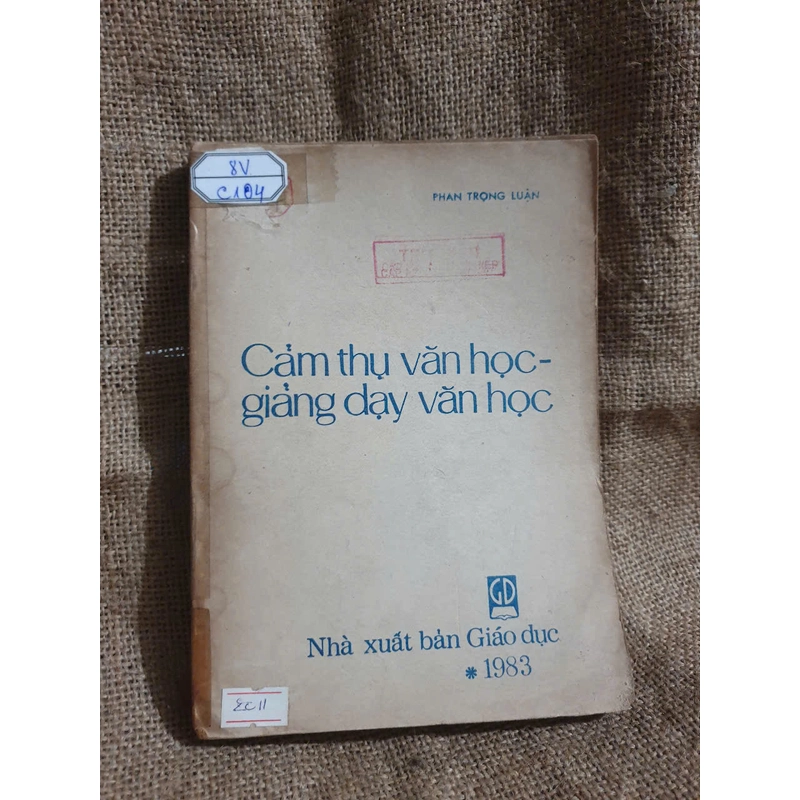 8V
C104
PHAN TRỌNG LUẬN
Cảm thụ văn học-
giảng dạy văn học
GD
Nhà xuất bản Giáo dục
* 1983